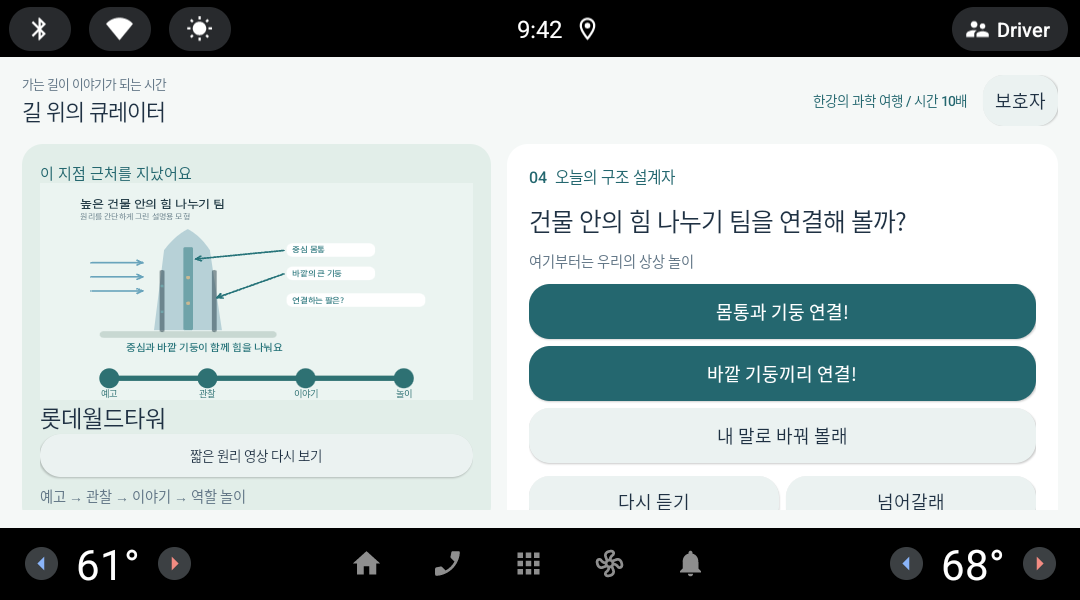 9:42
Driver
가는 길이 이야기가 되는 시간
길 위의 큐레이터
한강의 과학 여행 / 시간 10배
보호자
이 지점 근처를 지났어요
높은 건물 안의 힘 나누기 팀
원리를 간단하게 그린 설명용 모형
중심 몸통
바깥의 큰 기둥
연결하는 팔은?
중심과 바깥 기둥이 함께 힘을 나눠요
예고
관찰
이야기
놀이
롯데월드타워
짧은 원리 영상 다시 보기
예고 → 관찰 → 이야기 → 역할 놀이
04 오늘의 구조 설계자
건물 안의 힘 나누기 팀을 연결해 볼까?
여기부터는 우리의 상상 놀이
몸통과 기둥 연결!
바깥 기둥끼리 연결!
내 말로 바꿔 볼래
다시 듣기
넘어갈래
61°
68°